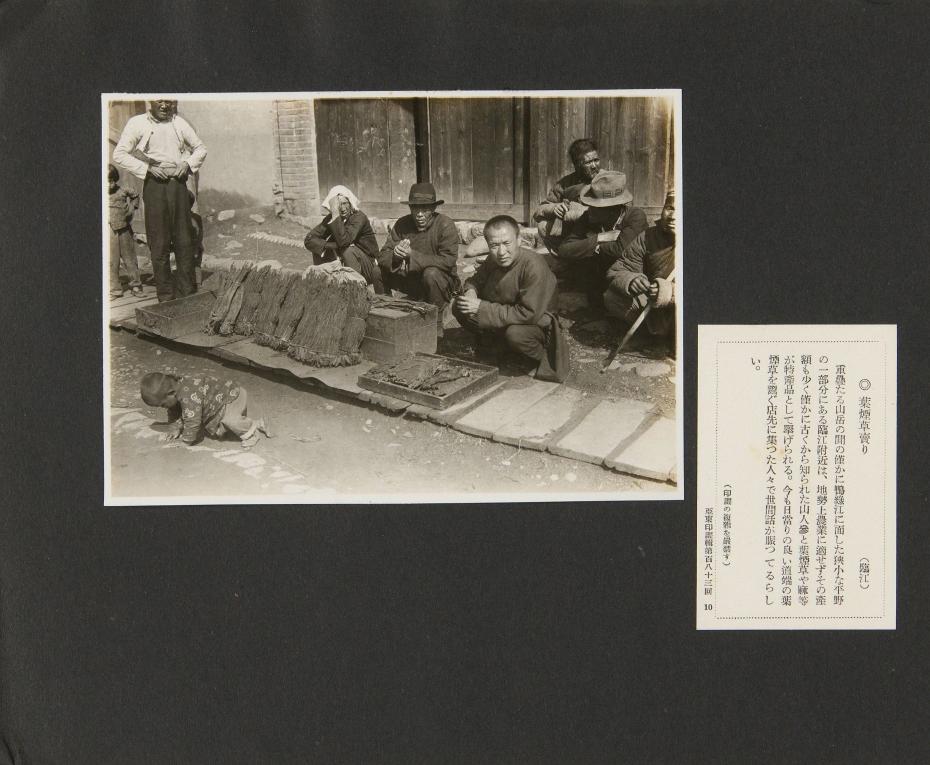 ◎ 葉煙草賣り （臨江）
重疊たる山岳の間の僅かに鴨綠江に面した狹小な平野
の一部分にある臨江附近は、地勢上農業に適せずその産
額も少く僅かに古くから知られた山人參と葉煙草や麻等
が特產品として擧げられる。今も日當りの良い道端の葉
煙草を鬻ぐ店先に集つた人々で世間話が賑つてるらし
い。
（印畫の複製を嚴禁す）
亞東印畫輯第百八十三回 10